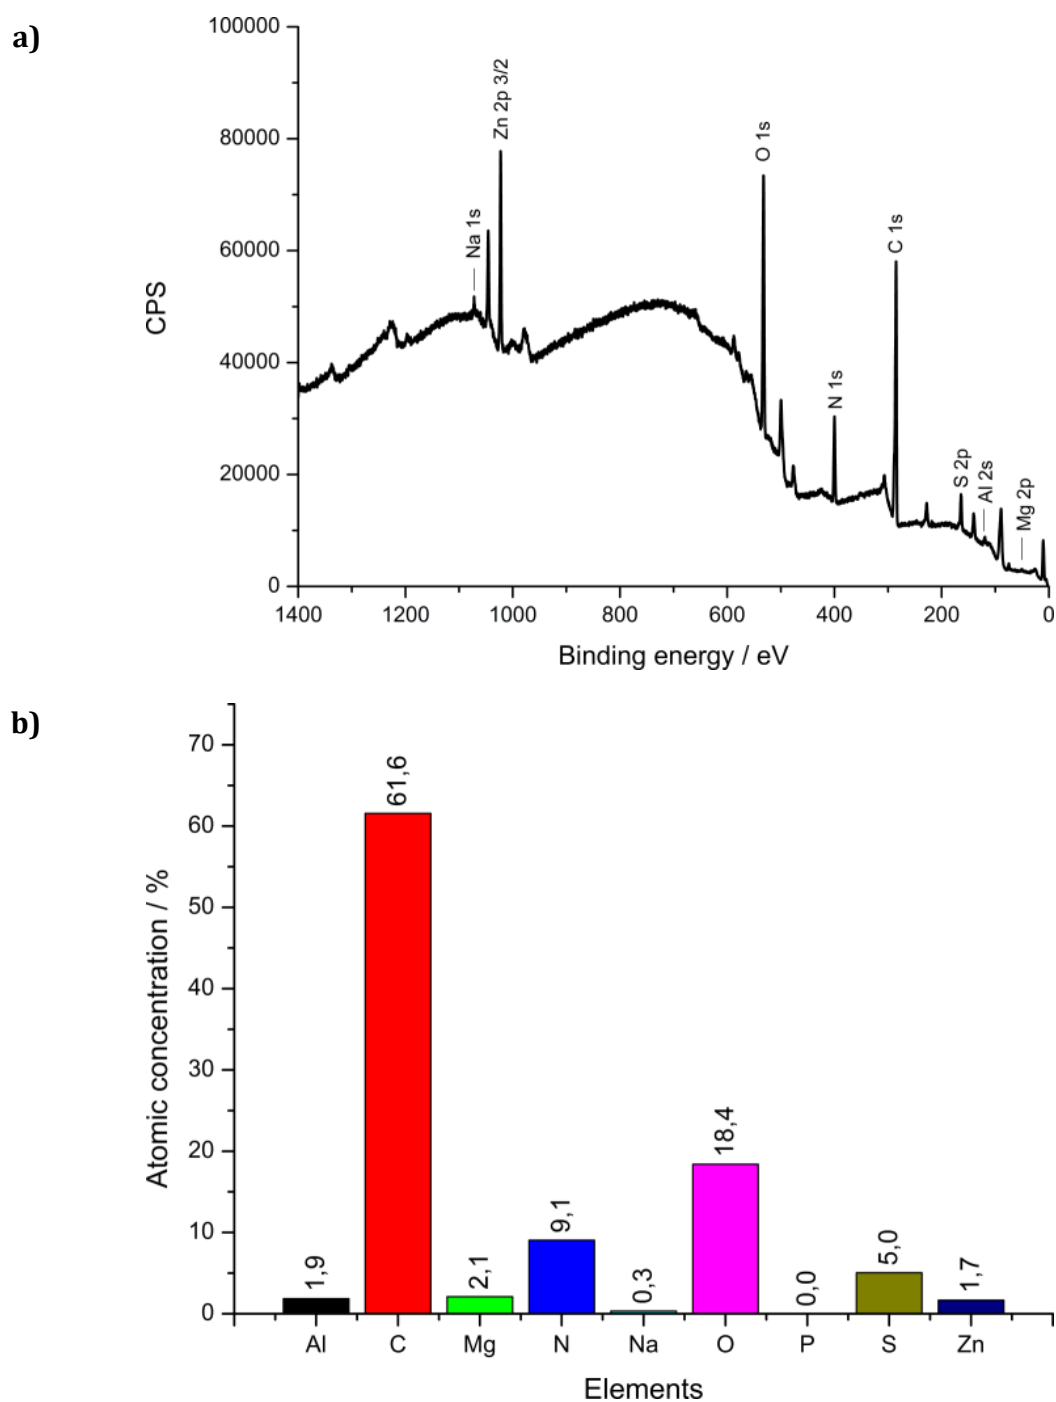 a)
100000
80000
60000
40000
20000
0
CPS
Na 1s
Zn 2p 3/2
O 1s
N 1s
C 1s
S 2p
Al 2s
Mg 2p
1400 1200 1000 800 600 400 200 0
Binding energy / eV
b)
70
60
50
40
30
20
10
0
Atomic concentration / %
1,9
61,6
2,1
9,1
0,3
18,4
0,0
5,0
1,7
Al C Mg N Na O P S Zn
Elements